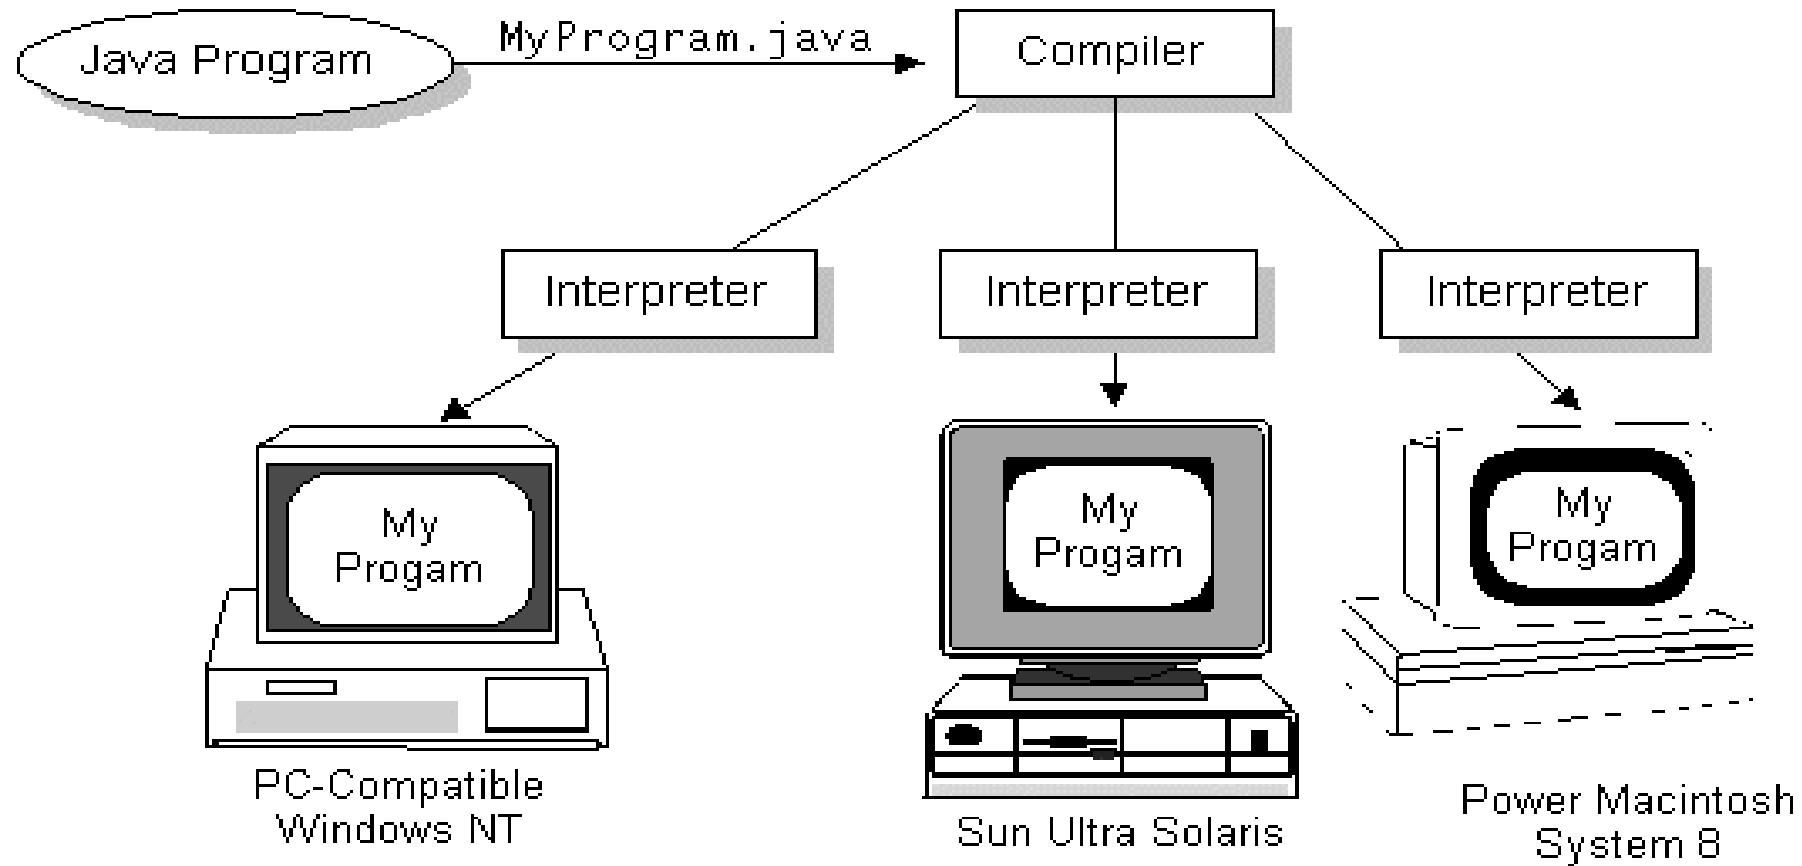 Java Program
MyProgram.java
Compiler
Interpreter
Interpreter
Interpreter
My
Progam
My
Progam
My
Progam
PC-Compatible
Windows NT
Sun Ultra Solaris
Power Macintosh
System 8